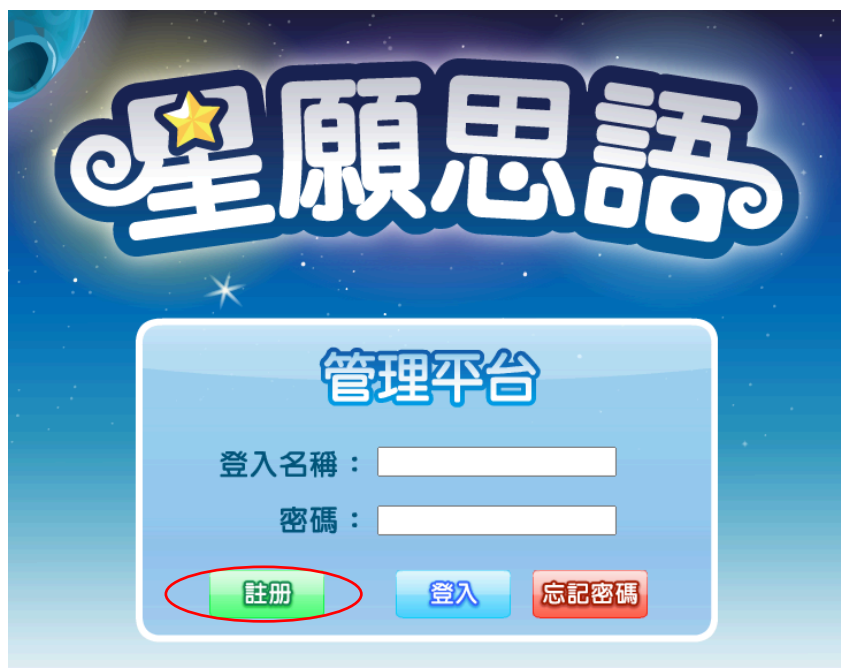 星願思語
管理平台
登入名稱：
密碼：
註册 登入 忘記密碼